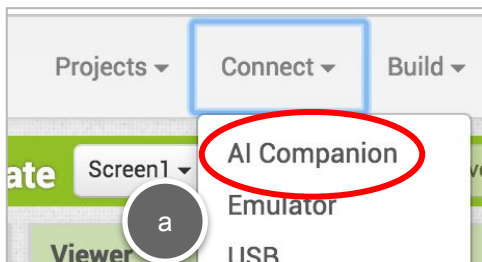 Projects Connect Build
AI Companion
ate Screen1
a Emulator
Viewer USB